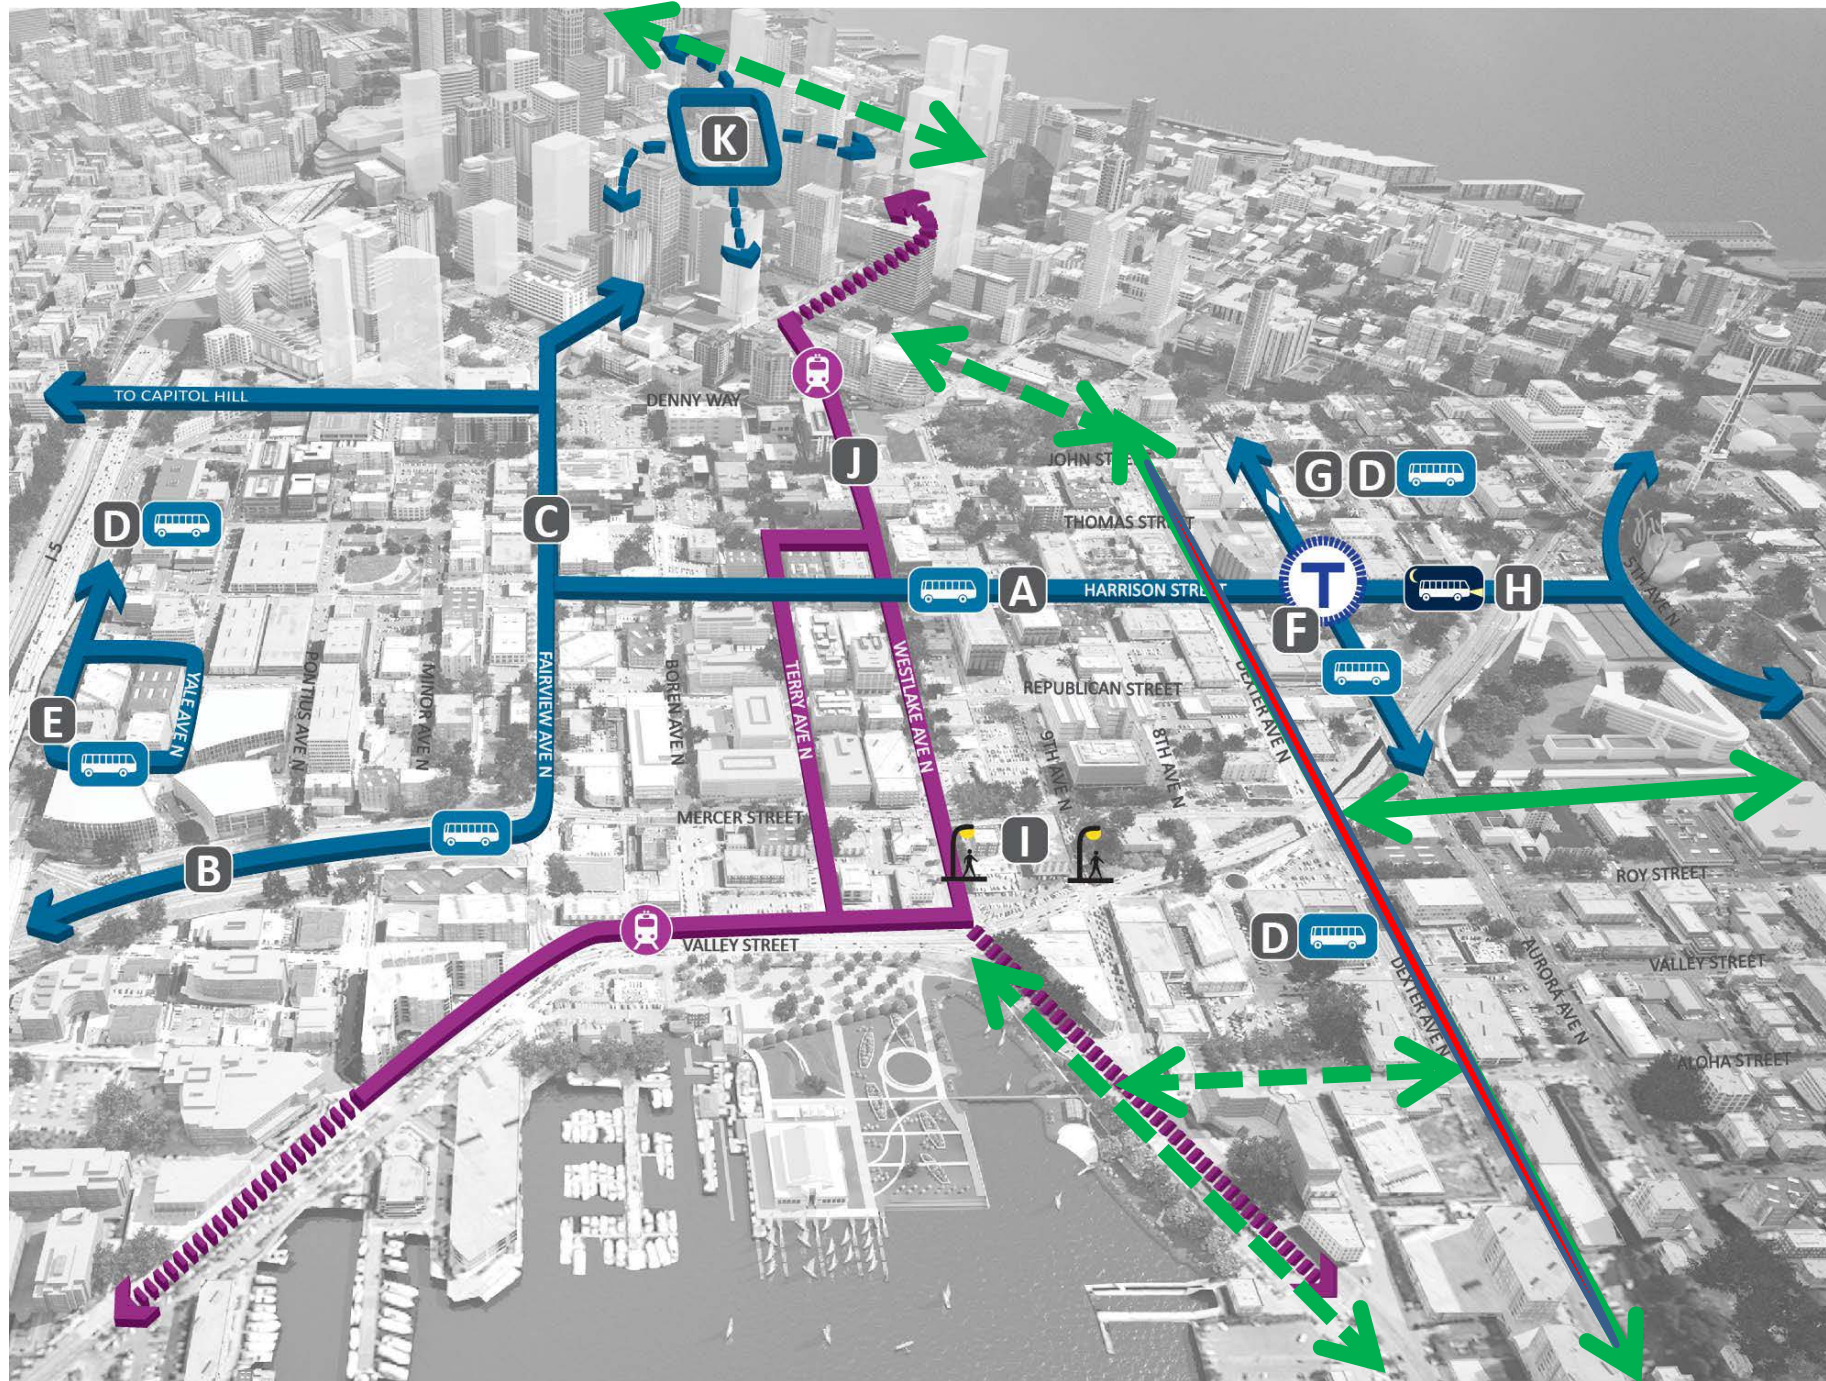 K
TO CAPITOL HILL
DENNY WAY
J
JOHN ST
G D
D
C
THOMAS STREET
I 5
A
HARRISON STREET
T
H
F
5TH AVE N
E
YALE AVE N
PONTIUS AVE N
MINOR AVE N
FAIRVIEW AVE N
BOREN AVE N
TERRY AVE N
WESTLAKE AVE N
REPUBLICAN STREET
9TH AVE N
8TH AVE N
DEXTER AVE N
MERCER STREET
I
B
ROY STREET
D
VALLEY STREET
DEXTER AVE N
AURORA AVE N
VALLEY STREET
ALOHA STREET